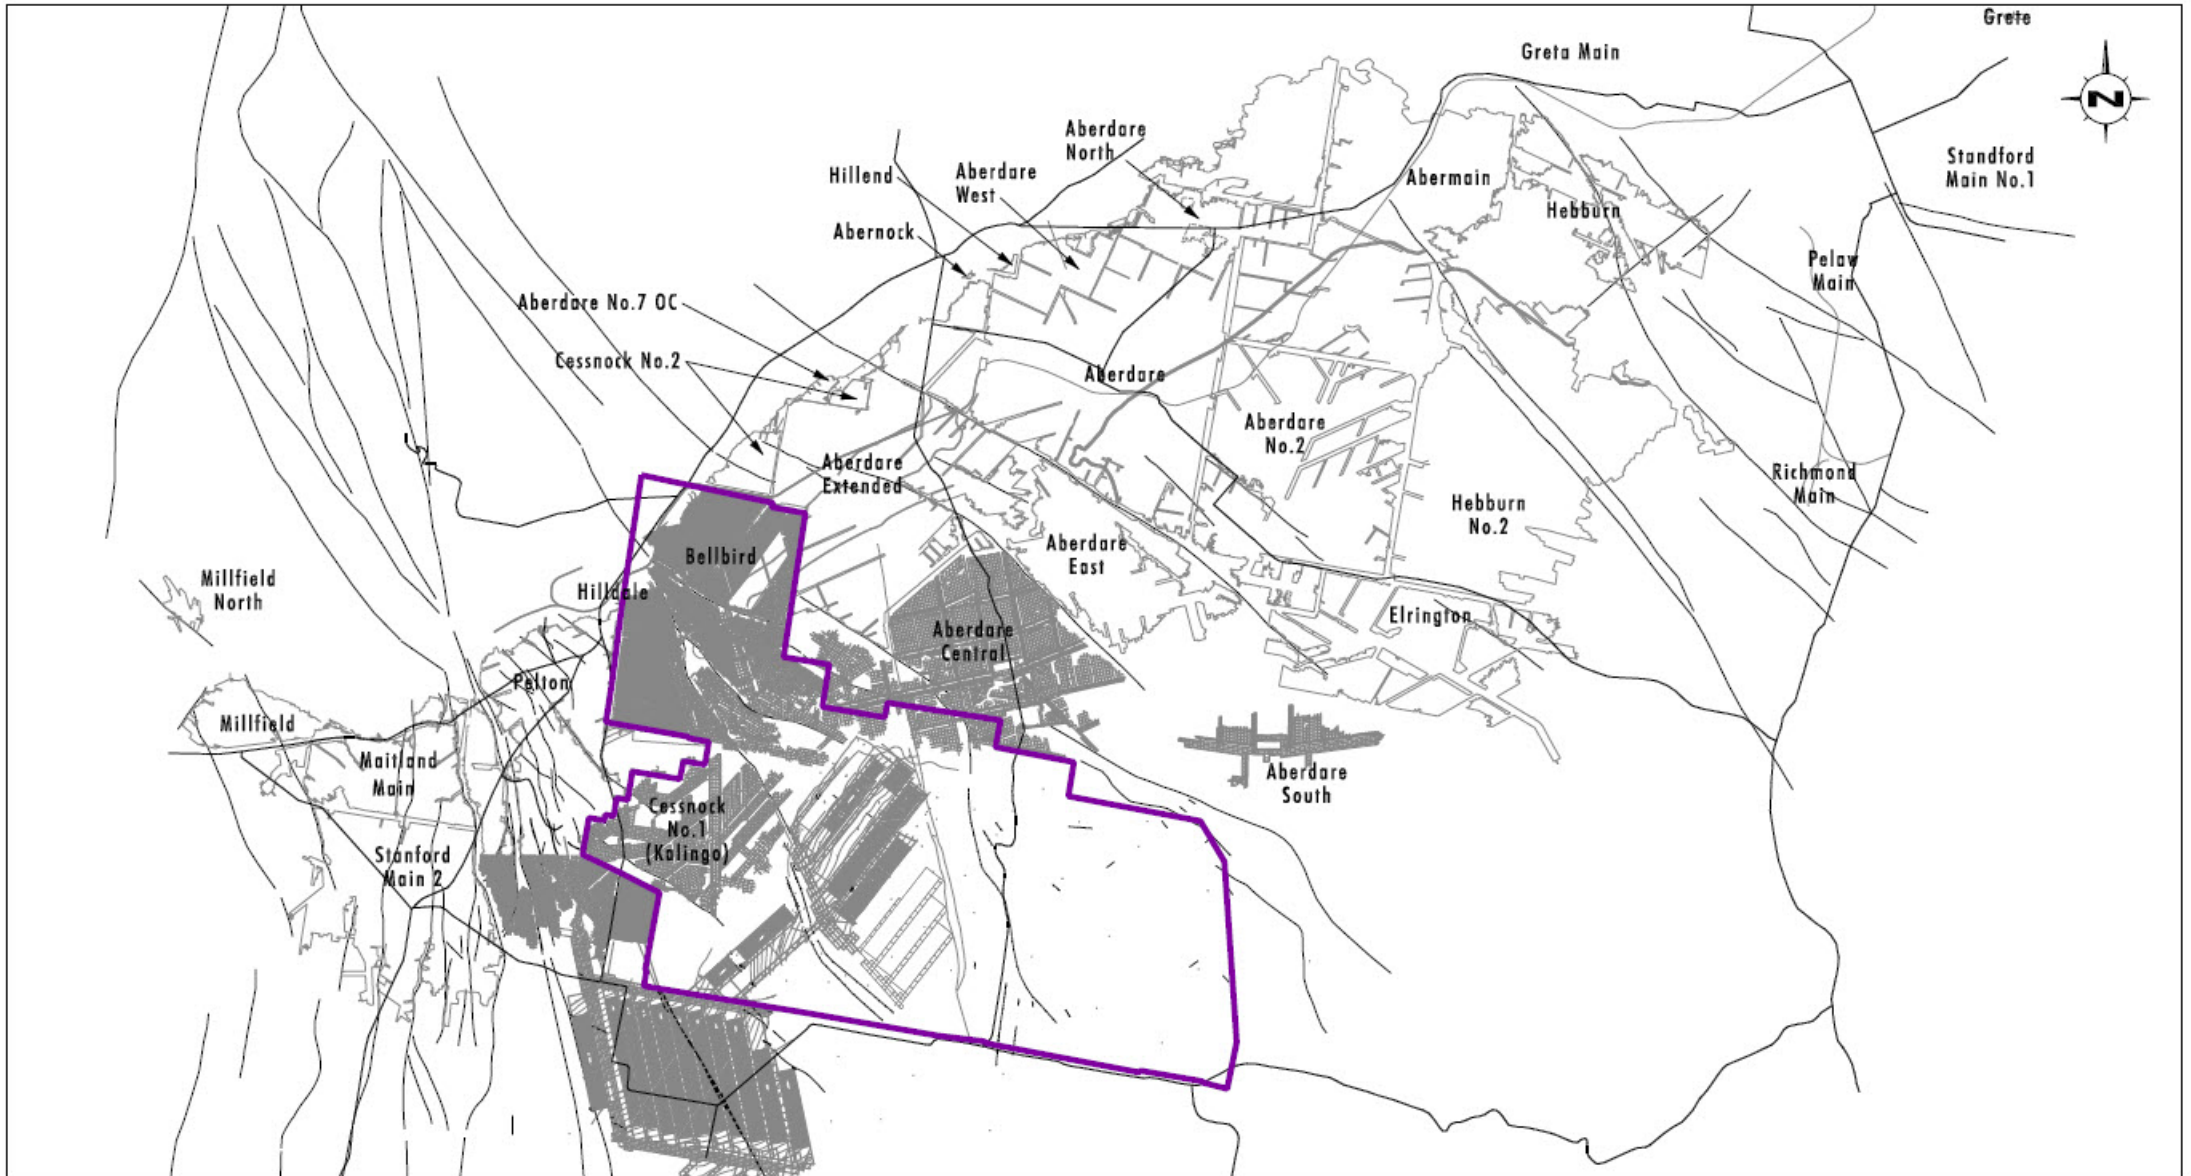 Greta
Greta Main
Standford
Main No.1
Aberdare
North
Hillend
Aberdare
West
Abermain
Hebburn
Abernock
Pelaw
Main
Aberdare No.7 OC
Cessnock No.2
Aberdare
Aberdare
No.2
Aberdare
Extended
Richmond
Main
Hebburn
No.2
Bellbird
Aberdare
East
Millfield
North
Hilldale
Elrington
Aberdare
Central
Pelton
Millfield
Maitland
Main
Aberdare
South
Cessnock
No.1
(Kalingo)
Stanford
Main 2
N